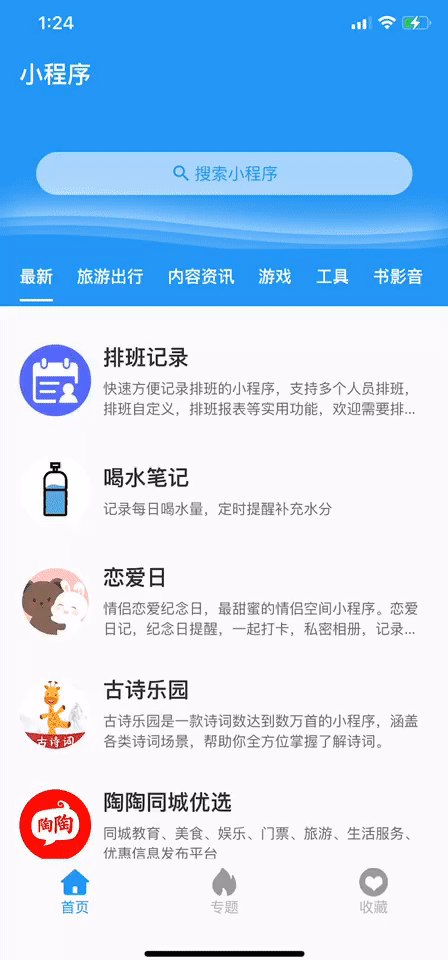 1:24
小程序
搜索小程序
最新 旅游出行 内容资讯 游戏 工具 书影音
排班记录
快速方便记录排班的小程序，支持多个人员排班，
排班自定义，排班报表等实用功能，欢迎需要排...
喝水笔记
记录每日喝水量，定时提醒补充水分
恋爱日
情侣恋爱纪念日，最甜蜜的情侣空间小程序。恋爱
日记，纪念日提醒，一起打卡，私密相册，记录...
古诗乐园
古诗乐园是一款诗词数达到数万首的小程序，涵盖
各类诗词场景，帮助你全方位掌握了解诗词。
古诗词
陶陶同城优选
同城教育、美食、娱乐、门票、旅游、生活服务、
优惠信息发布平台
陶陶
首页 专题 收藏